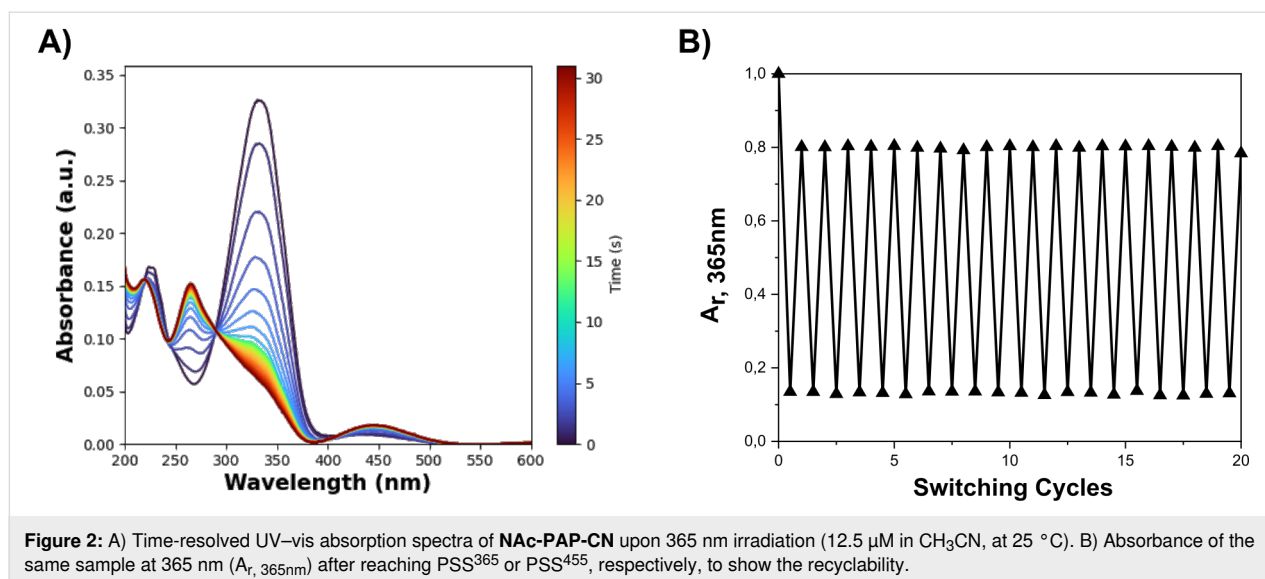 A)
0.35
0.30
0.25
0.20
0.15
0.10
0.05
0.00
Absorbance (a.u.)
200 250 300 350 400 450 500 550 600
Wavelength (nm)
30
25
20
15
10
5
0
Time (s)
B)
1,0
0,8
0,6
0,4
0,2
0,0
Ar, 365nm
0 5 10 15 20
Switching Cycles
Figure 2: A) Time-resolved UV–vis absorption spectra of NAc-PAP-CN upon 365 nm irradiation (12.5 µM in CH₃CN, at 25 °C). B) Absorbance of the
same sample at 365 nm (Ar, 365nm) after reaching PSS³⁶⁵ or PSS⁴⁵⁵, respectively, to show the recyclability.